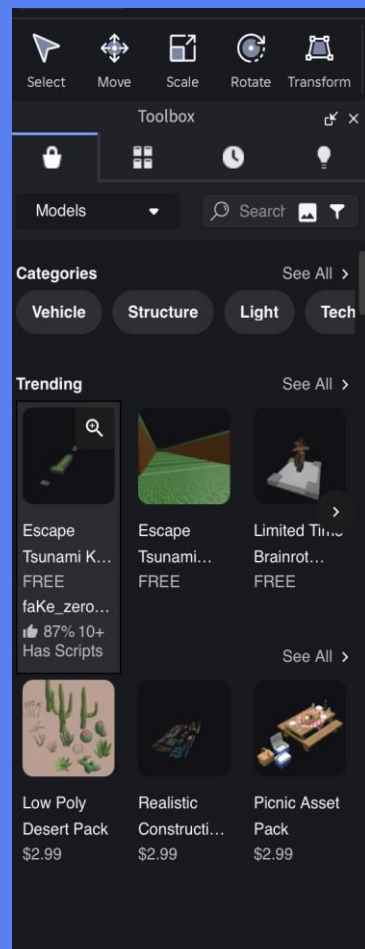 Select Move Scale Rotate Transform
Toolbox
Models Search
Categories See All >
Vehicle Structure Light Tech
Trending See All >
Escape Escape Limited Time
Tsunami K... Tsunami... Brainrot...
FREE FREE FREE
faKe_zero...
87% 10+
Has Scripts
See All >
Low Poly Realistic Picnic Asset
Desert Pack Constructi... Pack
$2.99 $2.99 $2.99